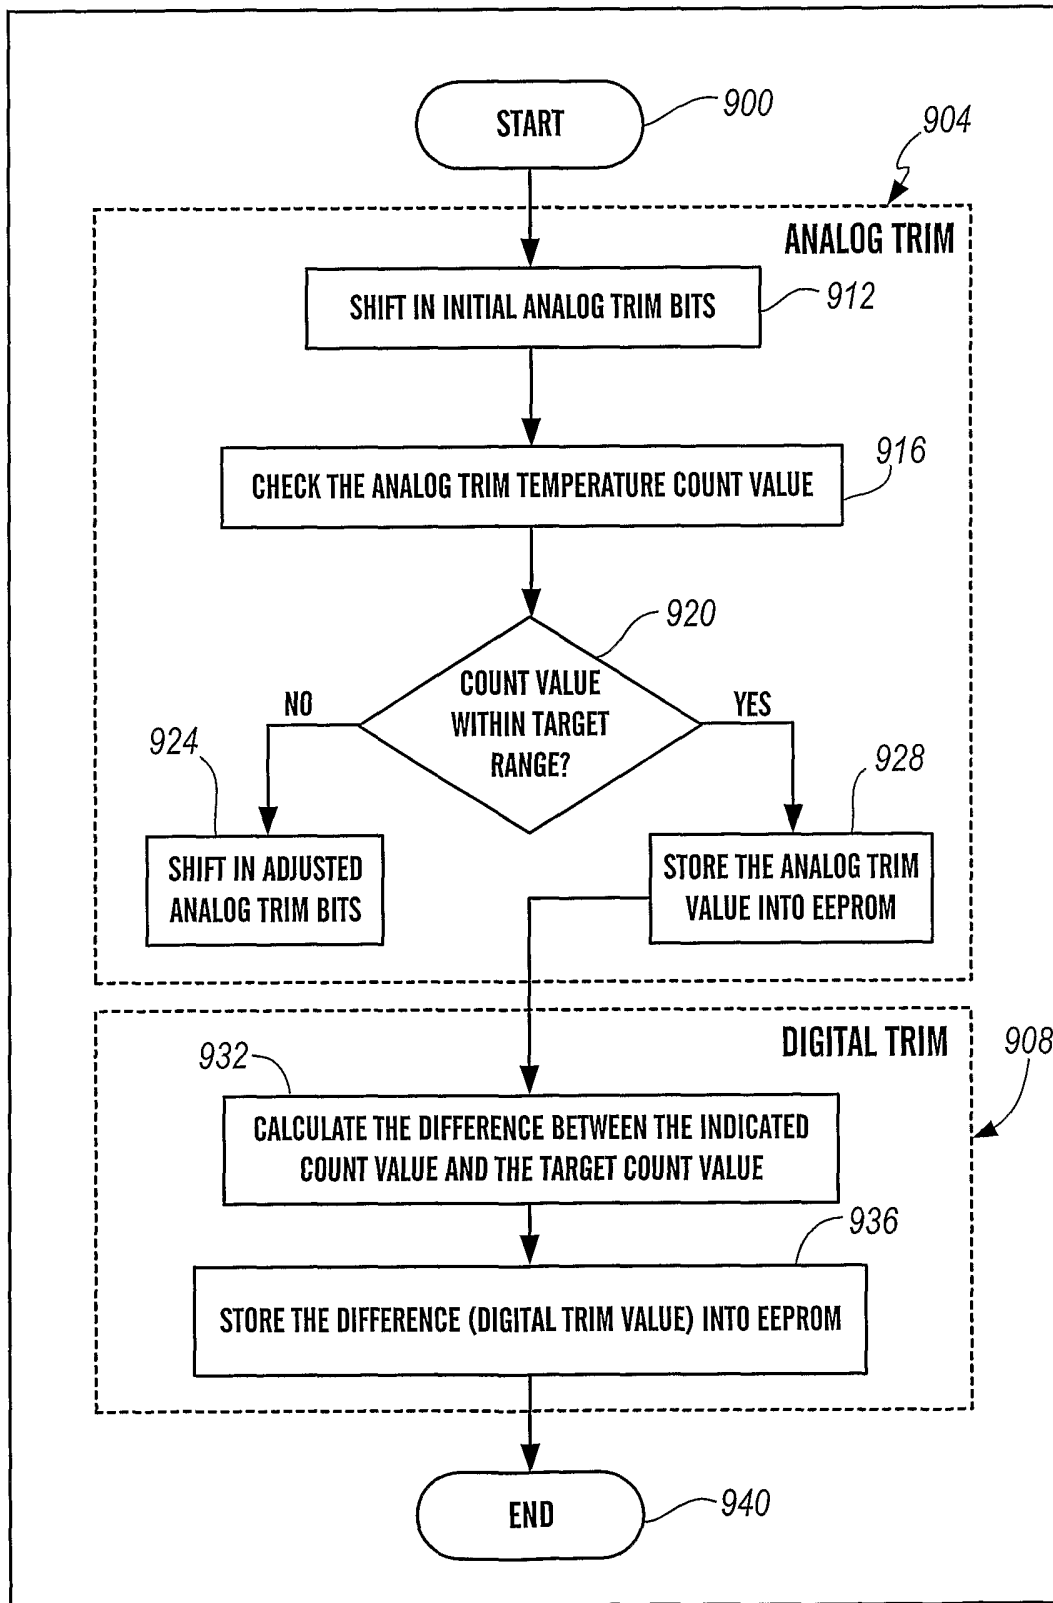 START
900
904
ANALOG TRIM
SHIFT IN INITIAL ANALOG TRIM BITS
912
CHECK THE ANALOG TRIM TEMPERATURE COUNT VALUE
916
920
COUNT VALUE
WITHIN TARGET
RANGE?
NO
YES
924
928
SHIFT IN ADJUSTED
ANALOG TRIM BITS
STORE THE ANALOG TRIM
VALUE INTO EEPROM
DIGITAL TRIM
908
932
CALCULATE THE DIFFERENCE BETWEEN THE INDICATED
COUNT VALUE AND THE TARGET COUNT VALUE
936
STORE THE DIFFERENCE (DIGITAL TRIM VALUE) INTO EEPROM
END
940